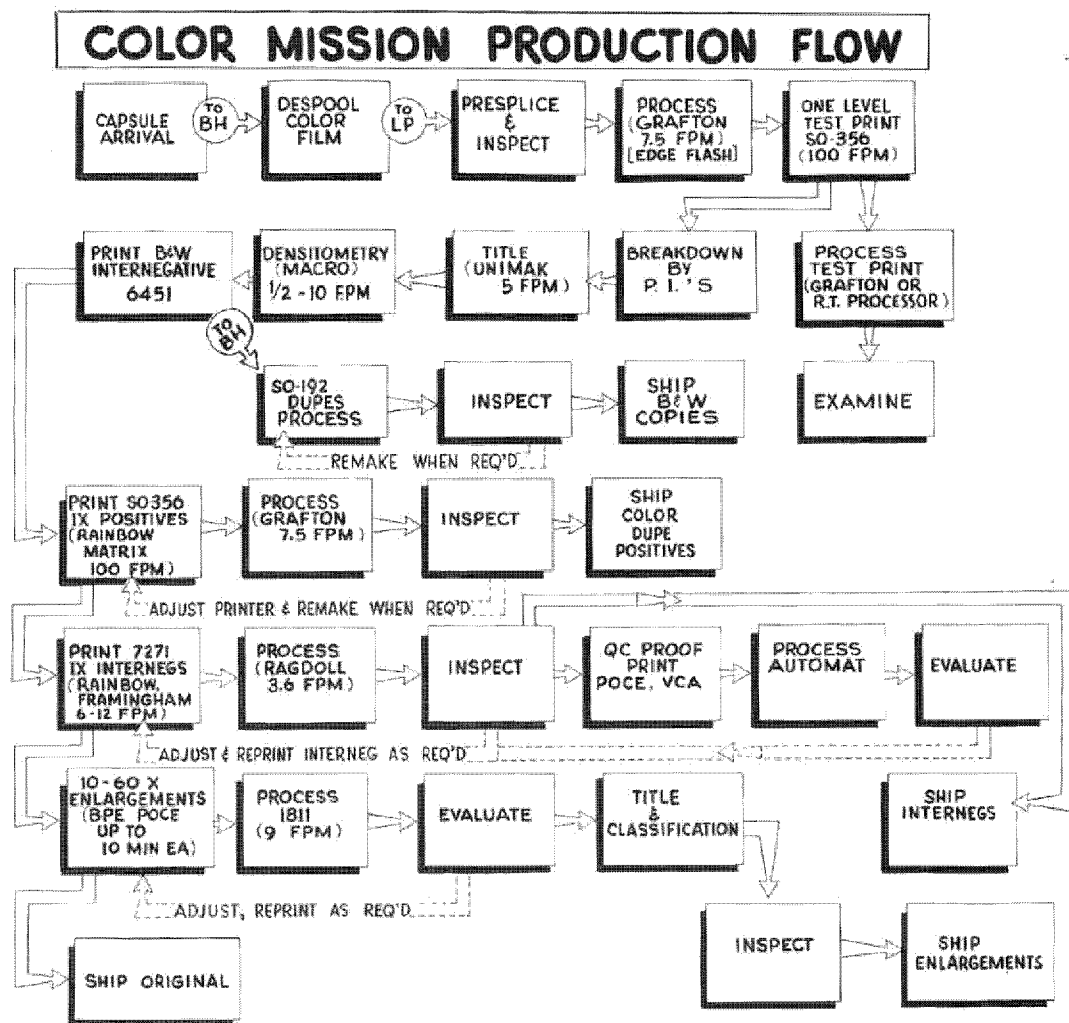 COLOR MISSION PRODUCTION FLOW
CAPSULE
ARRIVAL
TO
BH
DESPOOL
COLOR
FILM
TO
LP
PRESPLICE
&
INSPECT
PROCESS
(GRAFTON
7.5 FPM)
[EDGE FLASH]
ONE LEVEL
TEST PRINT
SO-356
(100 FPM)
PRINT B&W
INTERNEGATIVE
6451
DENSITOMETRY
(MACRO)
1/2 - 10 FPM
TITLE
(UNIMAK
5 FPM)
BREAKDOWN
BY
P. I.'S
PROCESS
TEST PRINT
(GRAFTON OR
R.T. PROCESSOR)
TO
BH
SO-192
DUPES
PROCESS
INSPECT
SHIP
B&W
COPIES
EXAMINE
REMAKE WHEN REQ'D
PRINT SO356
1X POSITIVES
(RAINBOW
MATRIX
100 FPM)
PROCESS
(GRAFTON
7.5 FPM)
INSPECT
SHIP
COLOR
DUPE
POSITIVES
ADJUST PRINTER & REMAKE WHEN REQ'D
PRINT 7271
1X INTERNEGS
(RAINBOW,
FRAMINGHAM
6-12 FPM)
PROCESS
(RAGDOLL
3.6 FPM)
INSPECT
QC PROOF
PRINT
POCE, VCA
PROCESS
AUTOMAT
EVALUATE
ADJUST & REPRINT INTERNEG AS REQ'D
10-60 X
ENLARGEMENTS
(BPE POCE
UP TO
10 MIN EA)
PROCESS
1811
(9 FPM)
EVALUATE
TITLE
&
CLASSIFICATION
SHIP
INTERNEGS
ADJUST, REPRINT AS REQ'D
SHIP ORIGINAL
INSPECT
SHIP
ENLARGEMENTS